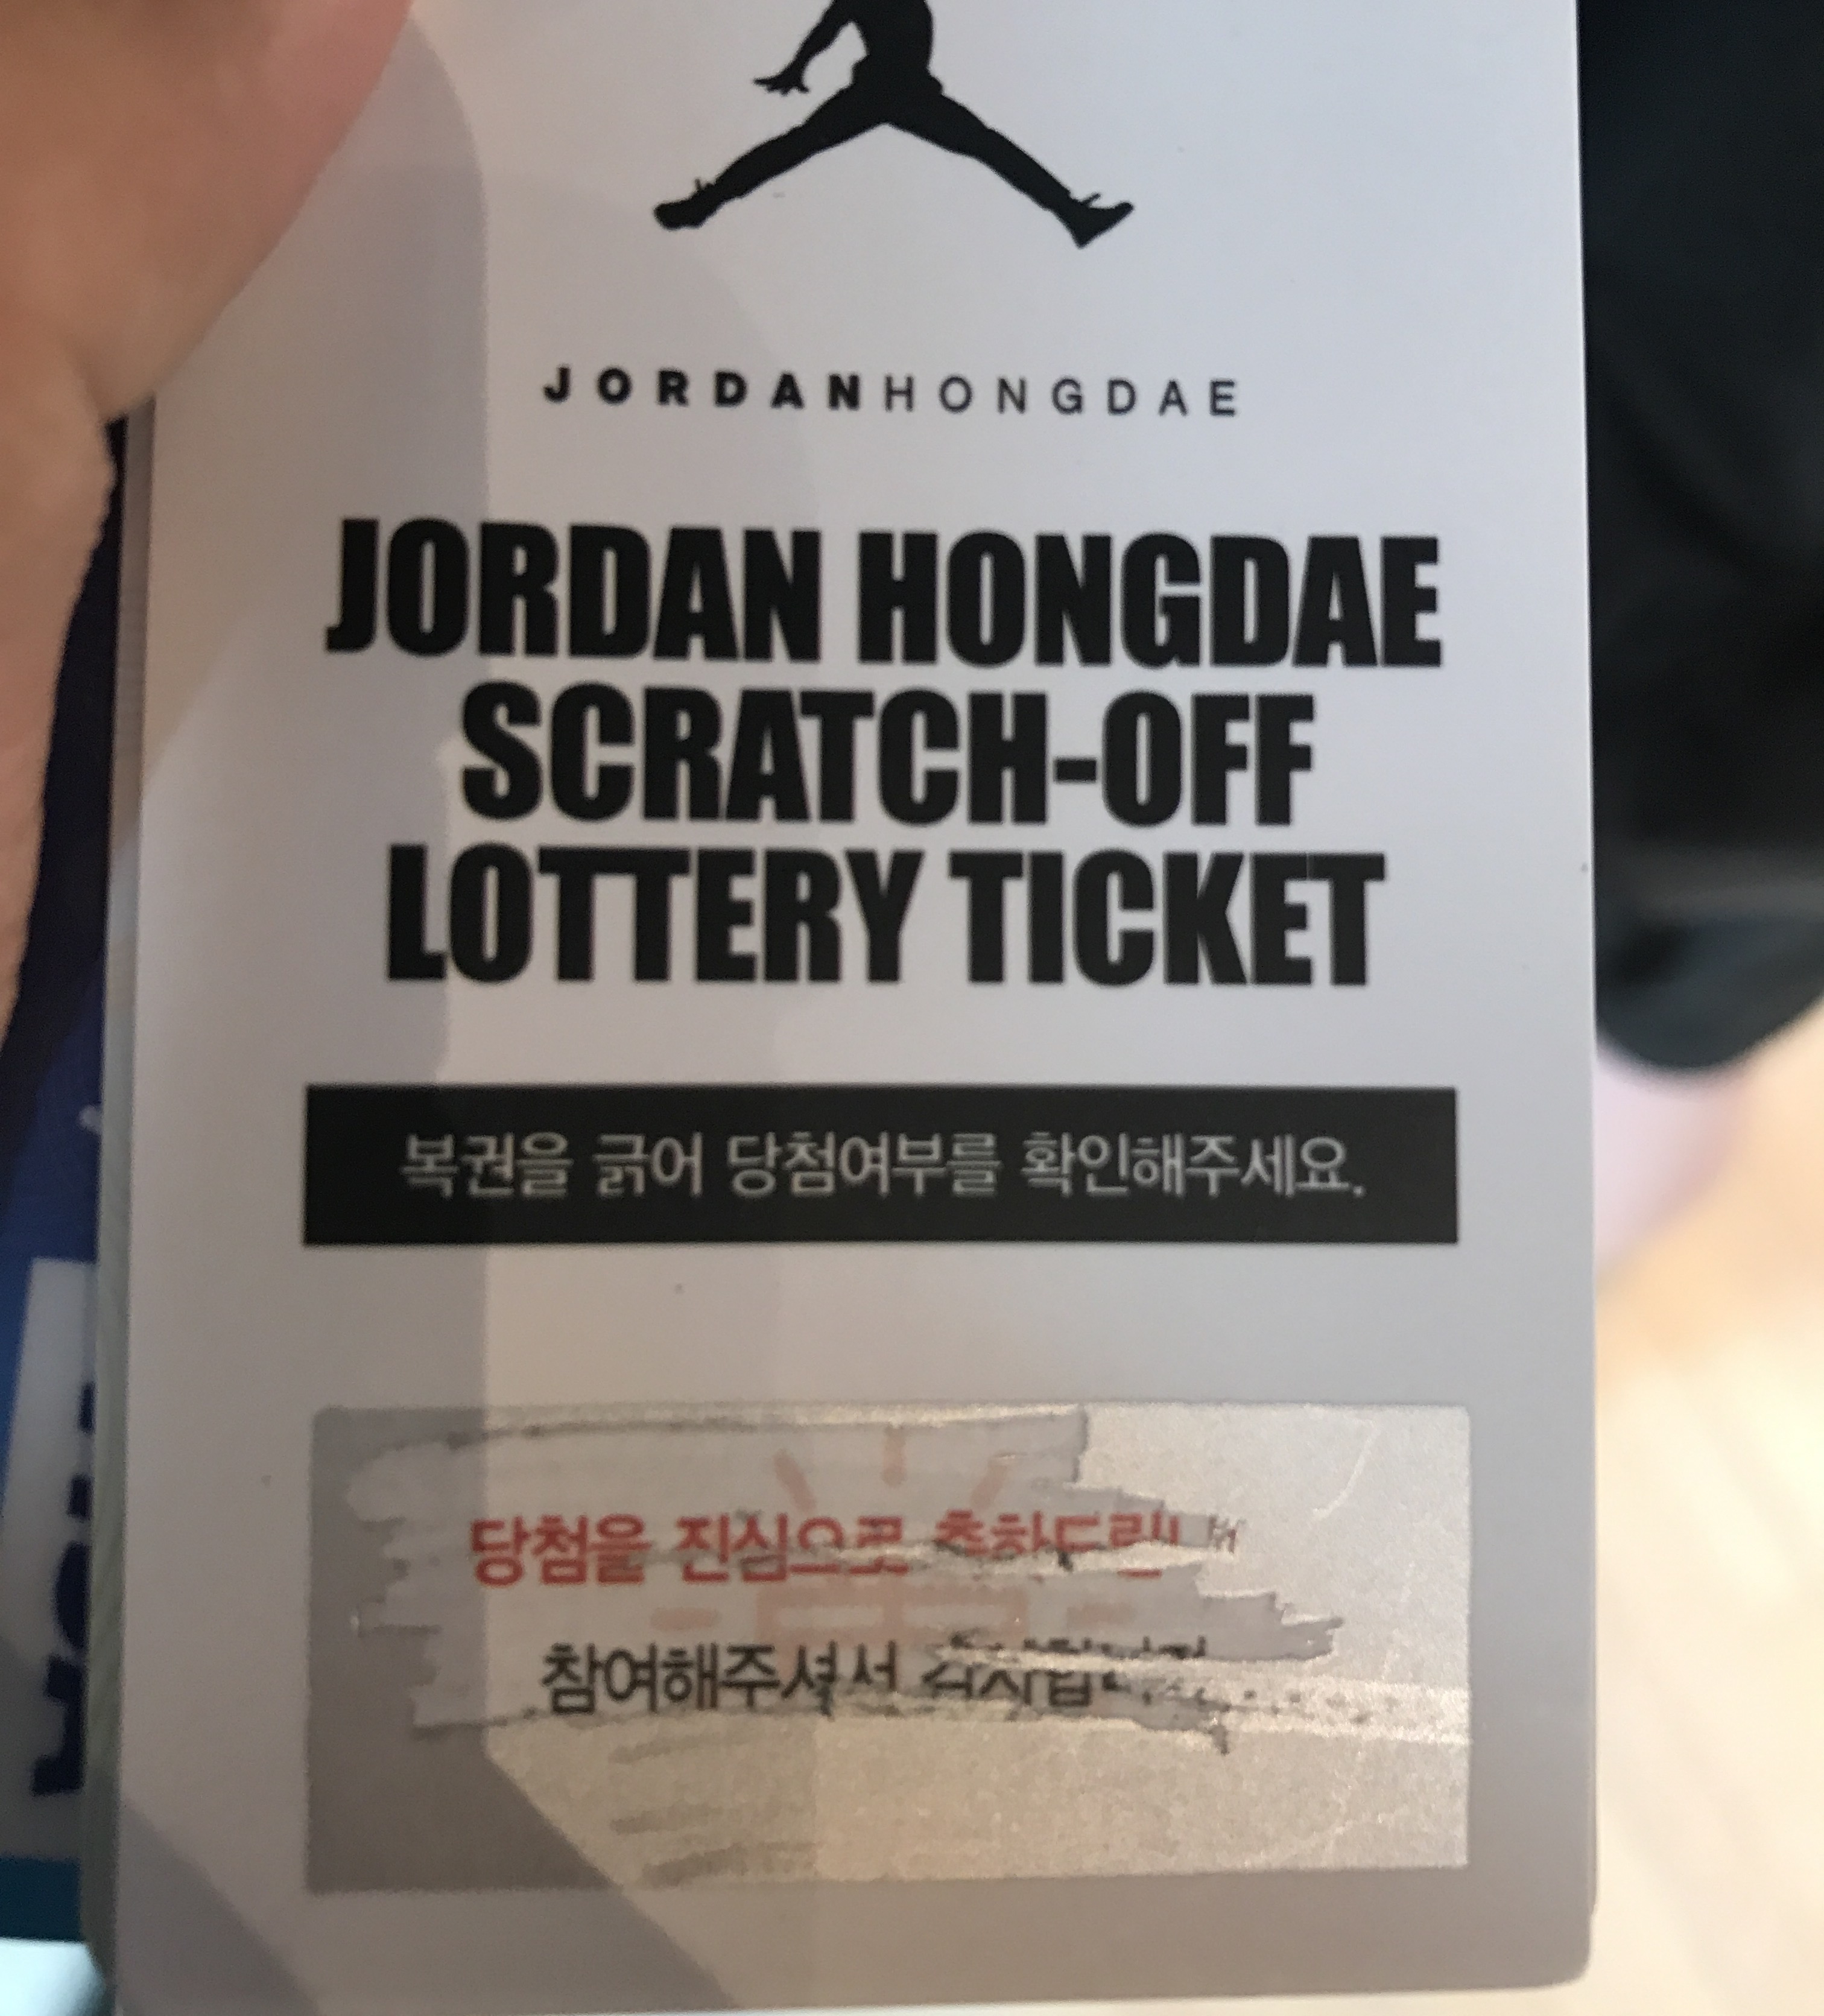 JORDANHONGDAE
JORDAN HONGDAE
SCRATCH-OFF
LOTTERY TICKET
복권을 긁어 당첨여부를 확인해주세요.
당첨을 진심으로
참여해주셔서